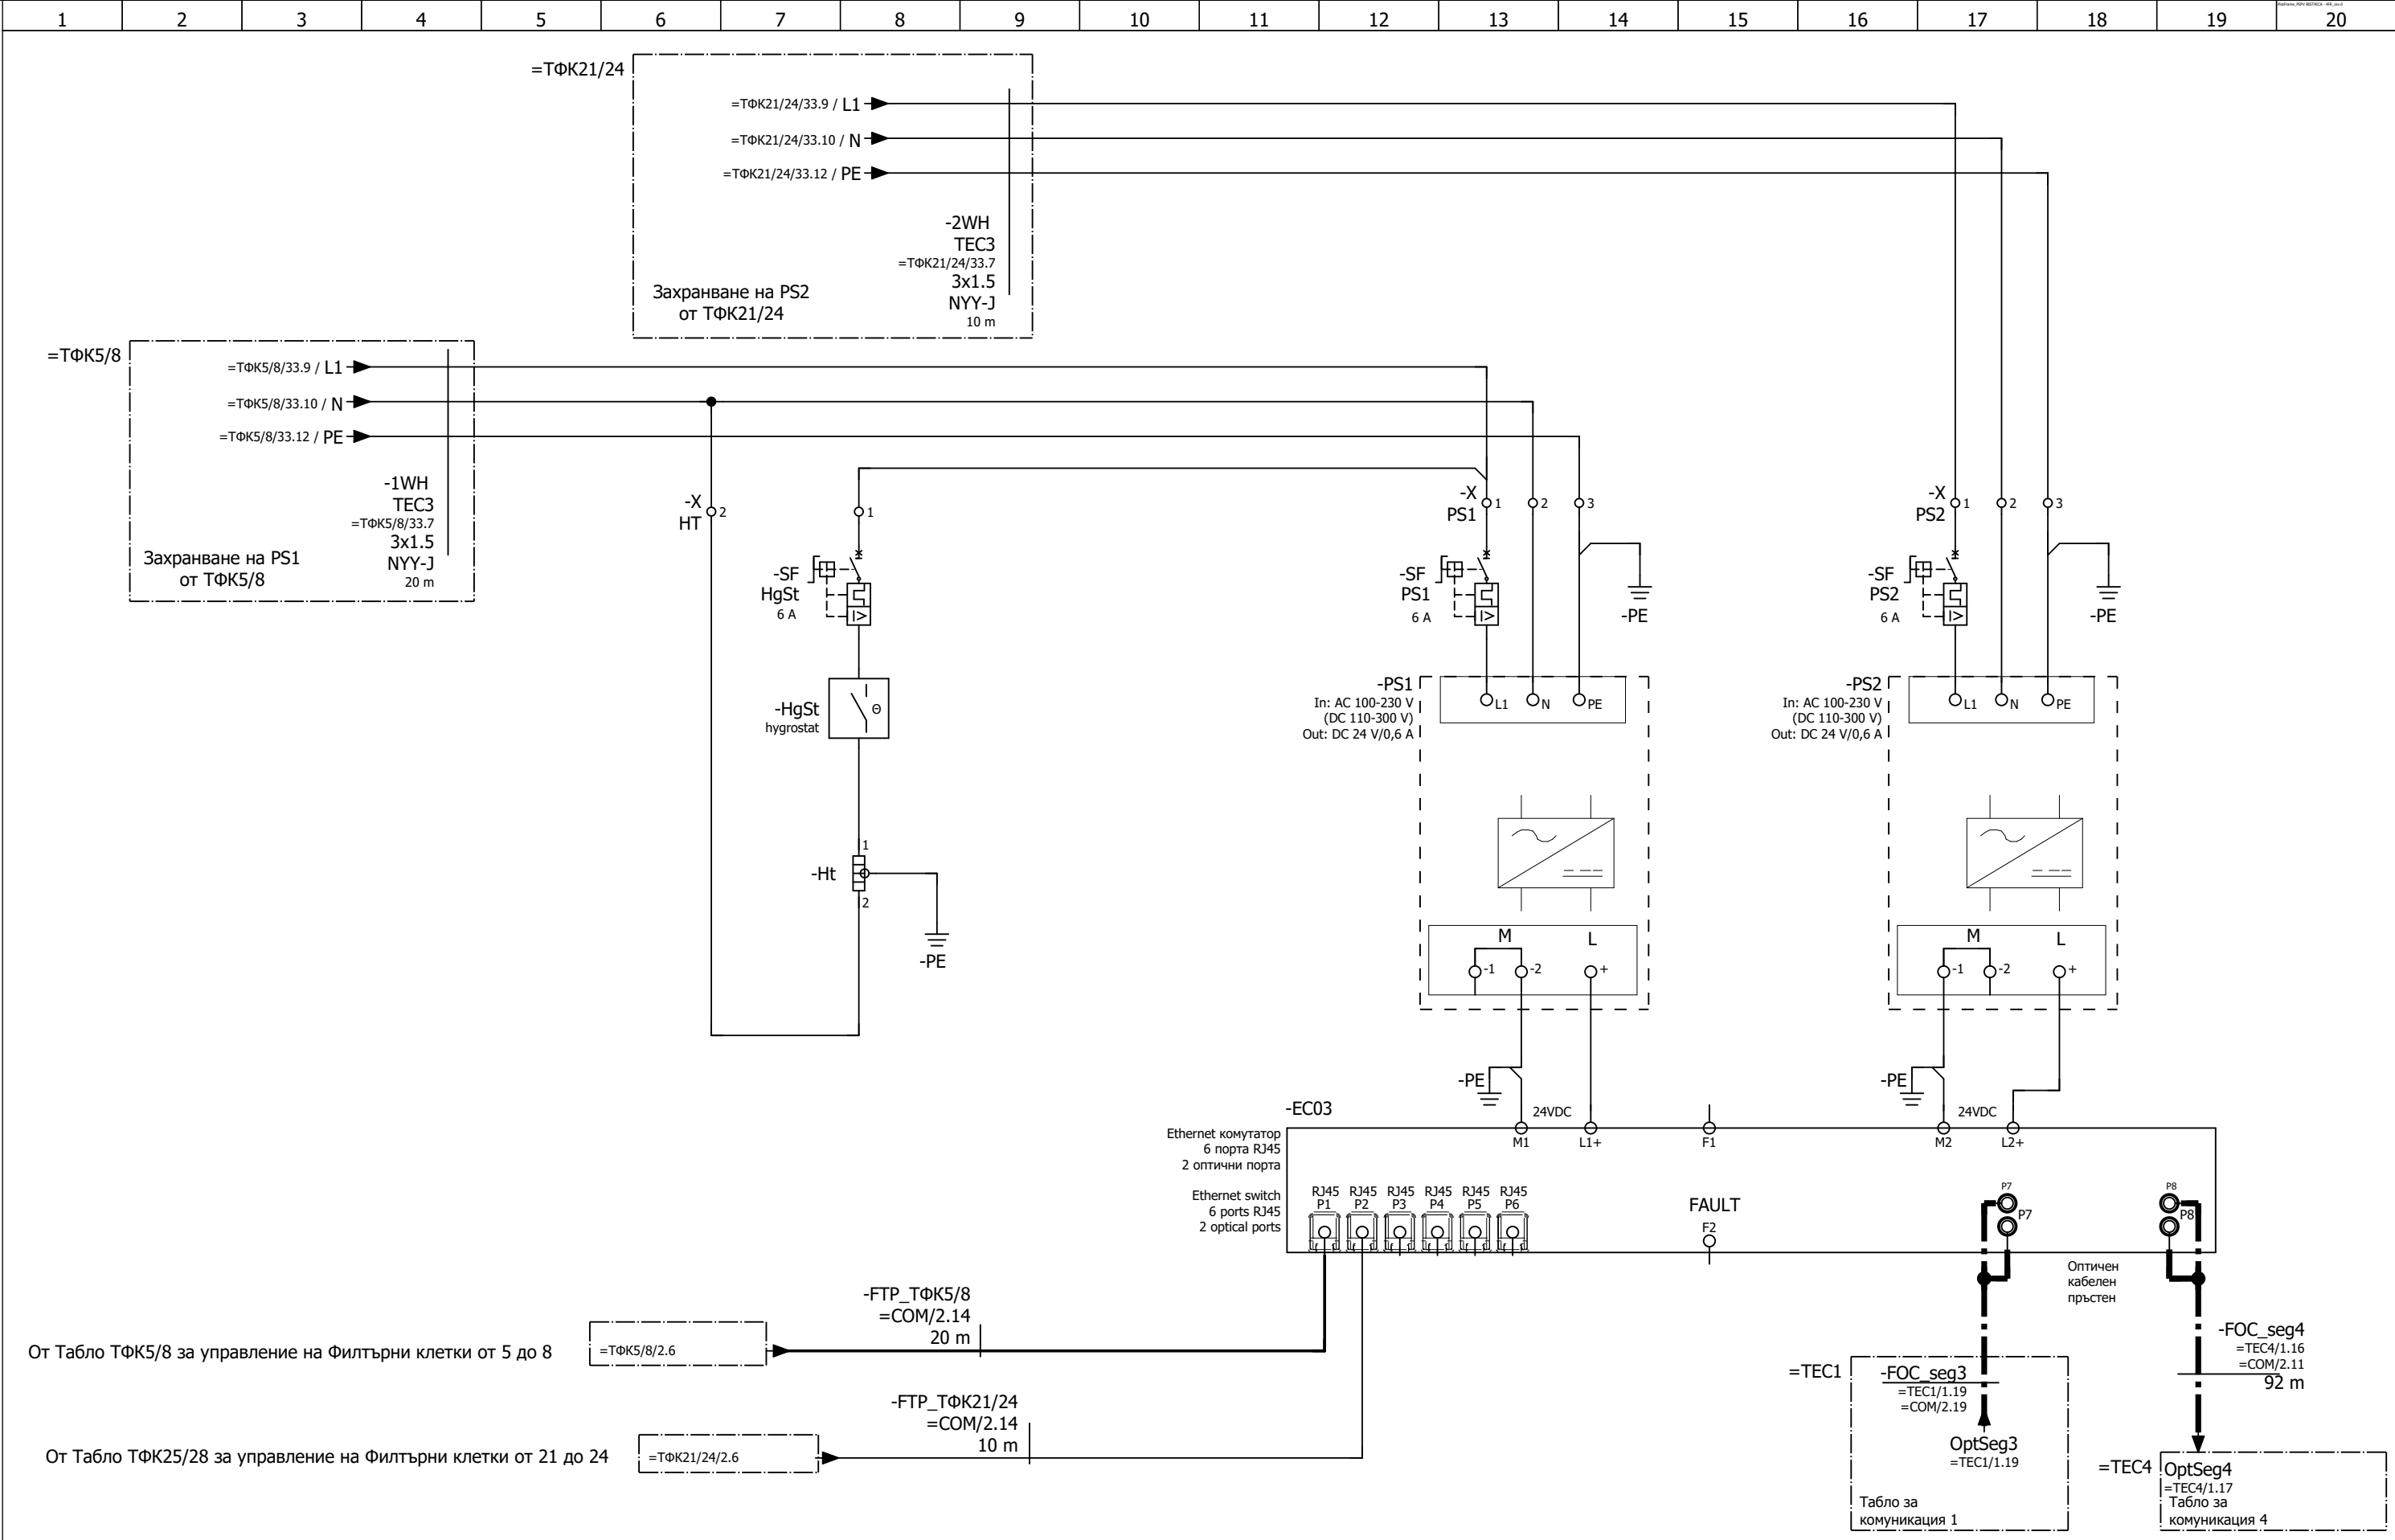 1 2 3 4 5 6 7 8 9 10 11 12 13 14 15 16 17 18 19 20
=ТФК21/24
=ТФК21/24/33.9 / L1
=ТФК21/24/33.10 / N
=ТФК21/24/33.12 / PE
-2WH
TEC3
=ТФК21/24/33.7
3x1.5
NYY-J
10 m
Захранване на PS2
от ТФК21/24
=ТФК5/8
=ТФК5/8/33.9 / L1
=ТФК5/8/33.10 / N
=ТФК5/8/33.12 / PE
-1WH
TEC3
=ТФК5/8/33.7
3x1.5
NYY-J
20 m
Захранване на PS1
от ТФК5/8
-X
HT
2
1
-X
PS1
1
2
3
-X
PS2
1
2
3
-SF
HgSt
6 A
I>
-SF
PS1
6 A
I>
-PE
-SF
PS2
6 A
I>
-PE
-HgSt
hygrostat
Θ
-PS1
In: AC 100-230 V
(DC 110-300 V)
Out: DC 24 V/0,6 A
L1
N
PE
-PS2
In: AC 100-230 V
(DC 110-300 V)
Out: DC 24 V/0,6 A
L1
N
PE
-Ht
1
2
-PE
M
L
-1
-2
+
M
L
-1
-2
+
-PE
-PE
-EC03
24VDC
24VDC
M1
L1+
F1
M2
L2+
Ethernet комутатор
6 порта RJ45
2 оптични порта
Ethernet switch
6 ports RJ45
2 optical ports
RJ45 RJ45 RJ45 RJ45 RJ45 RJ45
P1 P2 P3 P4 P5 P6
FAULT
F2
P7
P7
P8
P8
Оптичен
кабелен
пръстен
-FTP_ТФК5/8
=COM/2.14
20 m
От Табло ТФК5/8 за управление на Филтърни клетки от 5 до 8
=ТФК5/8/2.6
-FTP_ТФК21/24
=COM/2.14
10 m
От Табло ТФК25/28 за управление на Филтърни клетки от 21 до 24
=ТФК21/24/2.6
=TEC1
-FOC_seg3
=TEC1/1.19
=COM/2.19
OptSeg3
=TEC1/1.19
Табло за
комуникация 1
-FOC_seg4
=TEC4/1.16
=COM/2.11
92 m
=TEC4
OptSeg4
=TEC4/1.17
Табло за
комуникация 4